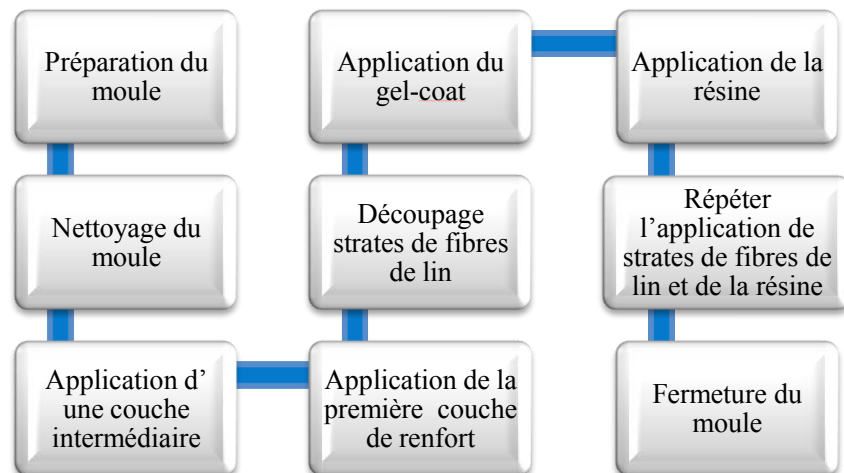 Préparation du
moule
Nettoyage du
moule
Application d’
une couche
intermédiaire
Application de la
première couche
de renfort
Découpage
strates de fibres
de lin
Application du
gel-coat
Application de la
résine
Répéter
l’application de
strates de fibres de
lin et de la résine
Fermeture du
moule